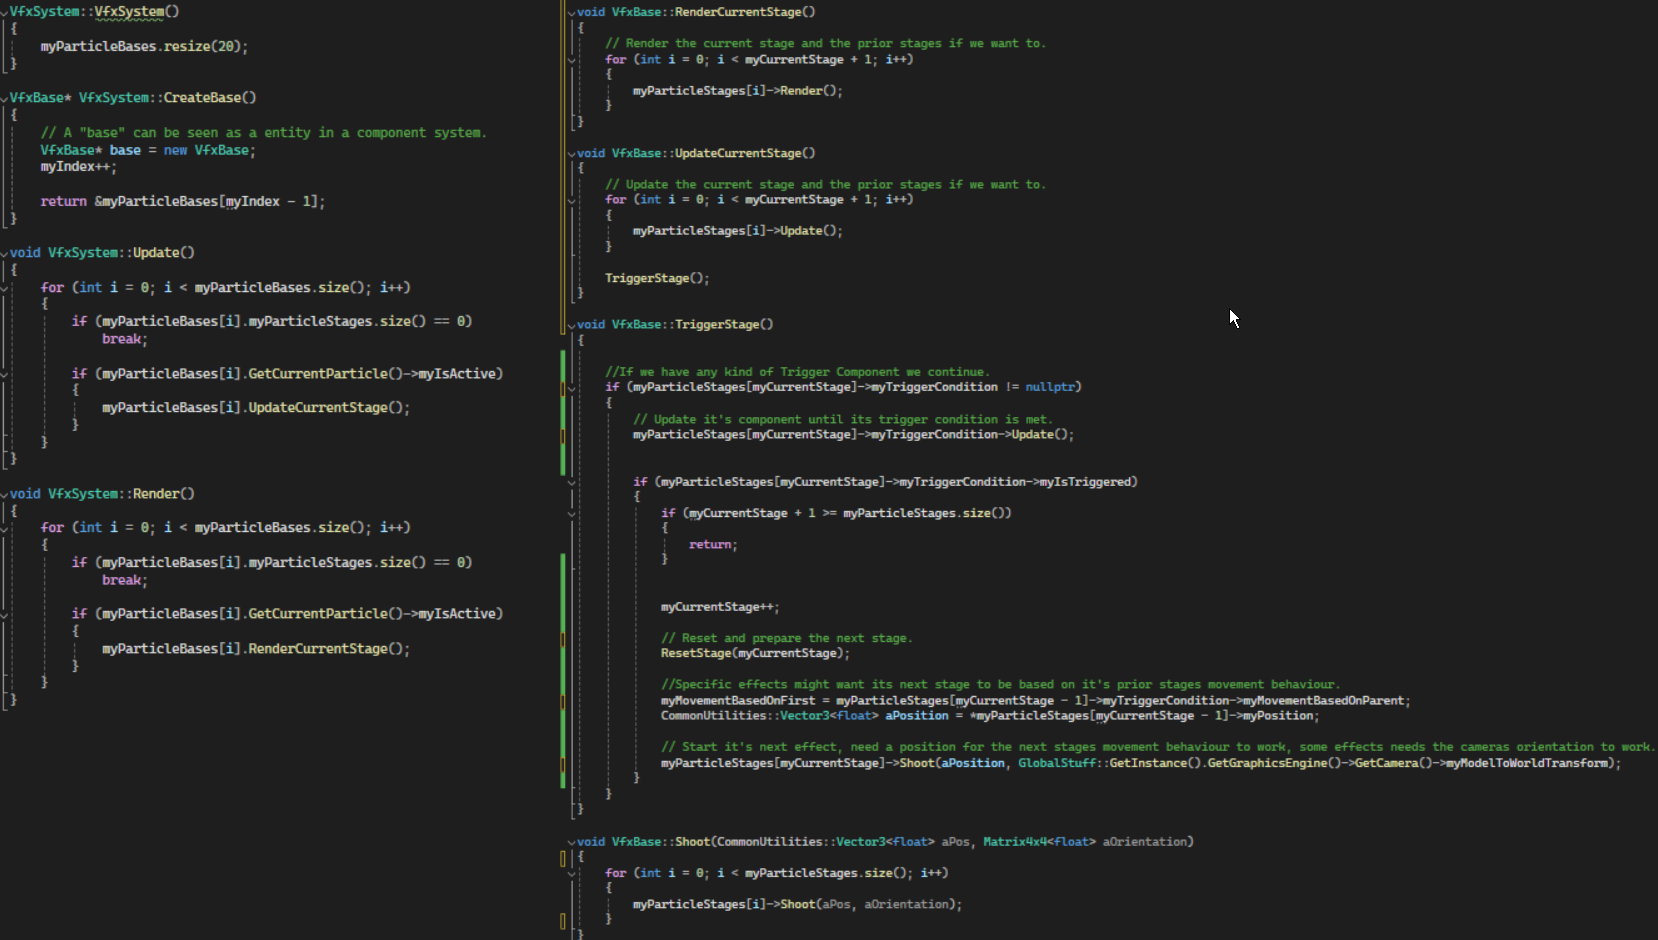 VfxSystem::VfxSystem()
{
myParticleBases.resize(20);
}
VfxBase* VfxSystem::CreateBase()
{
// A "base" can be seen as a entity in a component system.
VfxBase* base = new VfxBase;
myIndex++;
return &myParticleBases[myIndex - 1];
}
void VfxSystem::Update()
{
for (int i = 0; i < myParticleBases.size(); i++)
{
if (myParticleBases[i].myParticleStages.size() == 0)
break;
if (myParticleBases[i].GetCurrentParticle()->myIsActive)
{
myParticleBases[i].UpdateCurrentStage();
}
}
}
void VfxSystem::Render()
{
for (int i = 0; i < myParticleBases.size(); i++)
{
if (myParticleBases[i].myParticleStages.size() == 0)
break;
if (myParticleBases[i].GetCurrentParticle()->myIsActive)
{
myParticleBases[i].RenderCurrentStage();
}
}
}
void VfxBase::RenderCurrentStage()
{
// Render the current stage and the prior stages if we want to.
for (int i = 0; i < myCurrentStage + 1; i++)
{
myParticleStages[i]->Render();
}
}
void VfxBase::UpdateCurrentStage()
{
// Update the current stage and the prior stages if we want to.
for (int i = 0; i < myCurrentStage + 1; i++)
{
myParticleStages[i]->Update();
}
TriggerStage();
}
void VfxBase::TriggerStage()
{
//If we have any kind of Trigger Component we continue.
if (myParticleStages[myCurrentStage]->myTriggerCondition != nullptr)
{
// Update it's component until its trigger condition is met.
myParticleStages[myCurrentStage]->myTriggerCondition->Update();
if (myParticleStages[myCurrentStage]->myTriggerCondition->myIsTriggered)
{
if (myCurrentStage + 1 >= myParticleStages.size())
{
return;
}
myCurrentStage++;
// Reset and prepare the next stage.
ResetStage(myCurrentStage);
//Specific effects might want its next stage to be based on it's prior stages movement behaviour.
myMovementBasedOnFirst = myParticleStages[myCurrentStage - 1]->myTriggerCondition->myMovementBasedOnParent;
CommonUtilities::Vector3<float> aPosition = *myParticleStages[myCurrentStage - 1]->myPosition;
// Start it's next effect, need a position for the next stages movement behaviour to work, some effects needs the cameras orientation to work.
myParticleStages[myCurrentStage]->Shoot(aPosition, GlobalStuff::GetInstance().GetGraphicsEngine()->GetCamera()->myModelToWorldTransform);
}
}
}
void VfxBase::Shoot(CommonUtilities::Vector3<float> aPos, Matrix4x4<float> aOrientation)
{
for (int i = 0; i < myParticleStages.size(); i++)
{
myParticleStages[i]->Shoot(aPos, aOrientation);
}
}